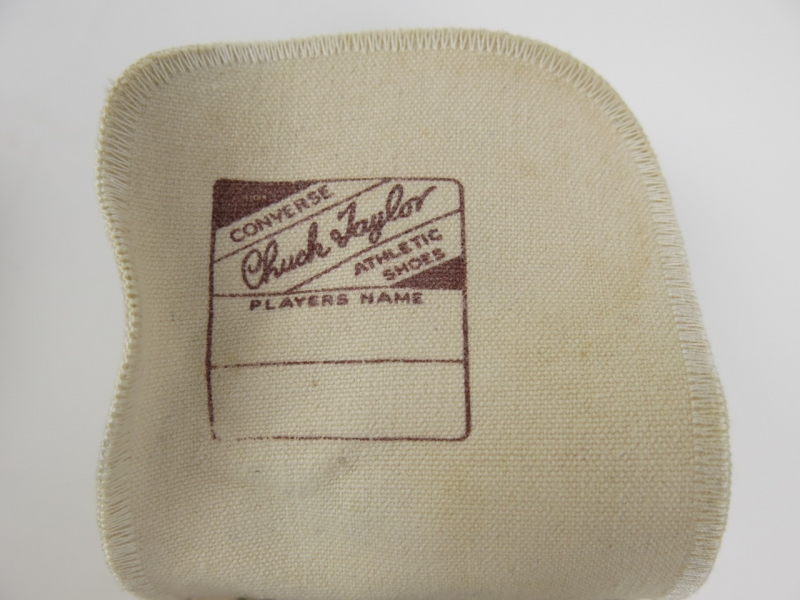 CONVERSE
Chuck Taylor
ATHLETIC
SHOES
PLAYERS NAME